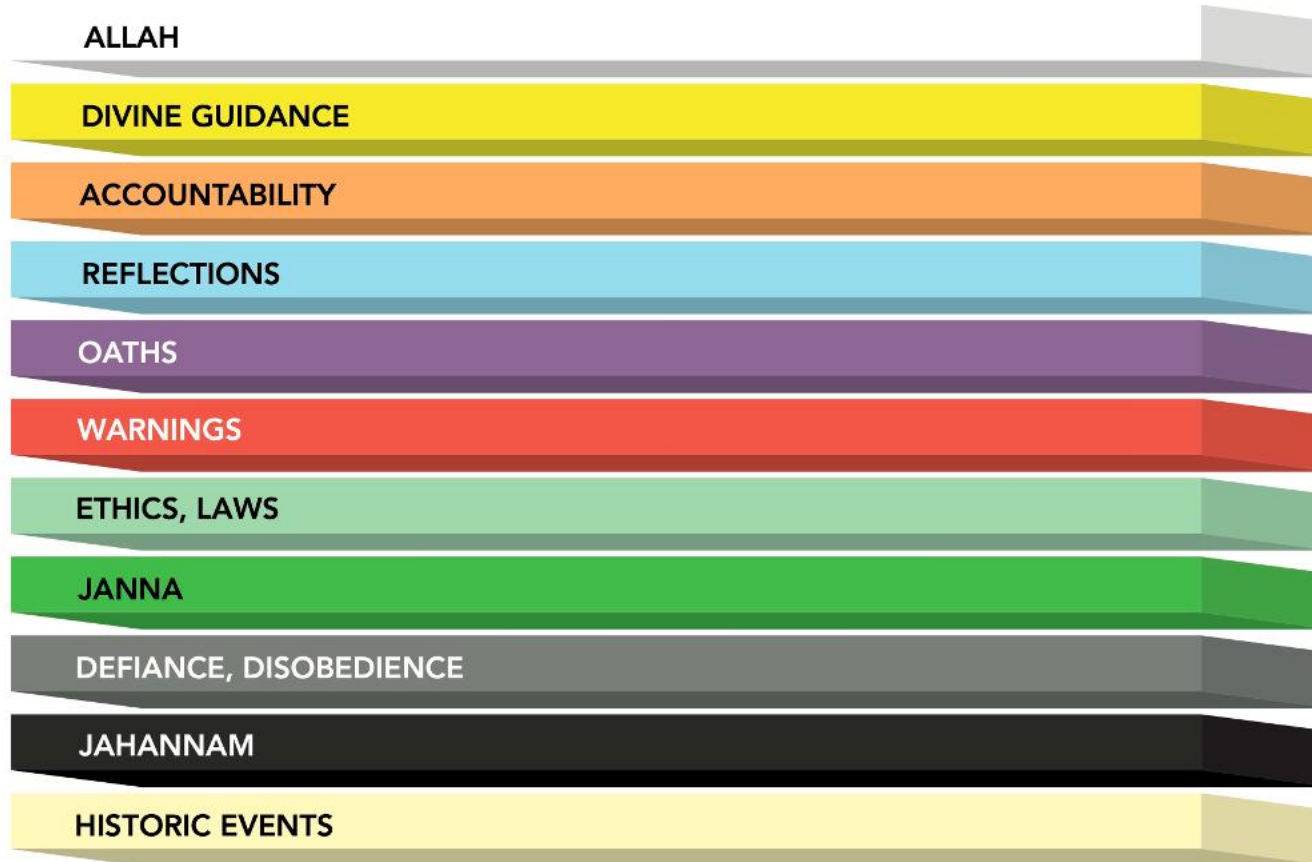 ALLAH
DIVINE GUIDANCE
ACCOUNTABILITY
REFLECTIONS
OATHS
WARNINGS
ETHICS, LAWS
JANNA
DEFIANCE, DISOBEDIENCE
JAHANNAM
HISTORIC EVENTS